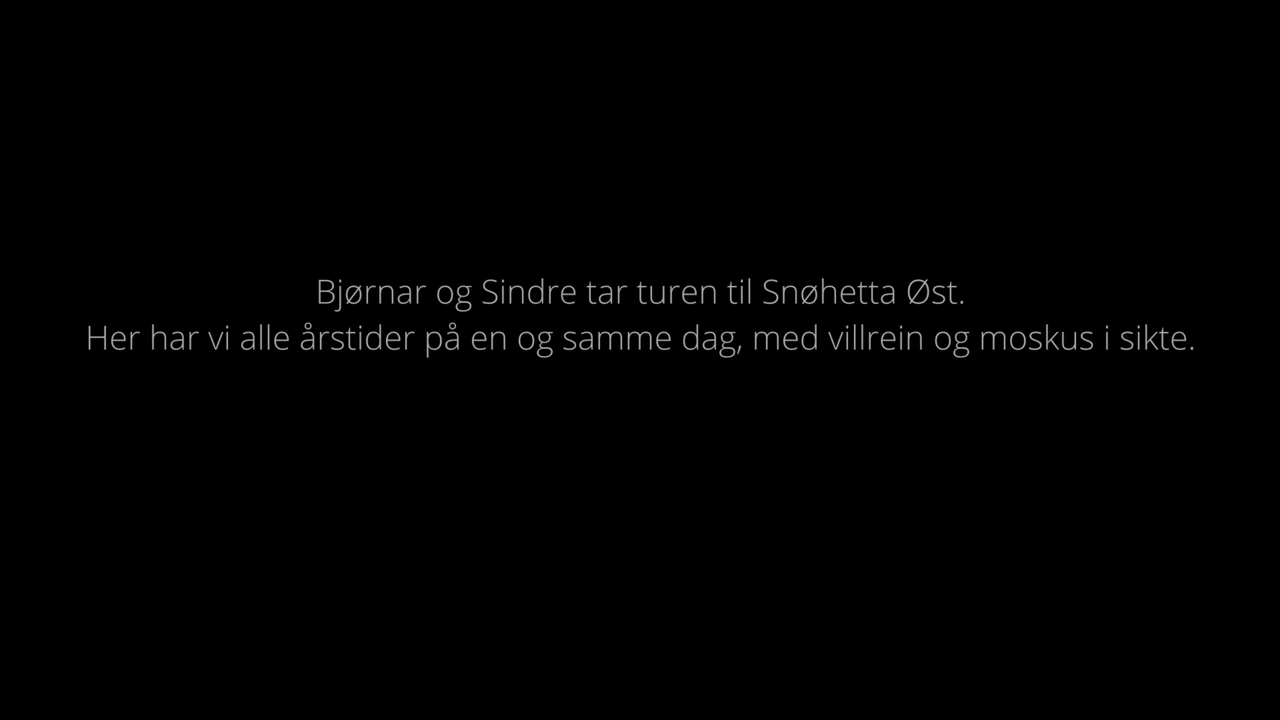 Bjørnar og Sindre tar turen til Snøhetta Øst.
Her har vi alle årstider på en og samme dag, med villrein og moskus i sikte.